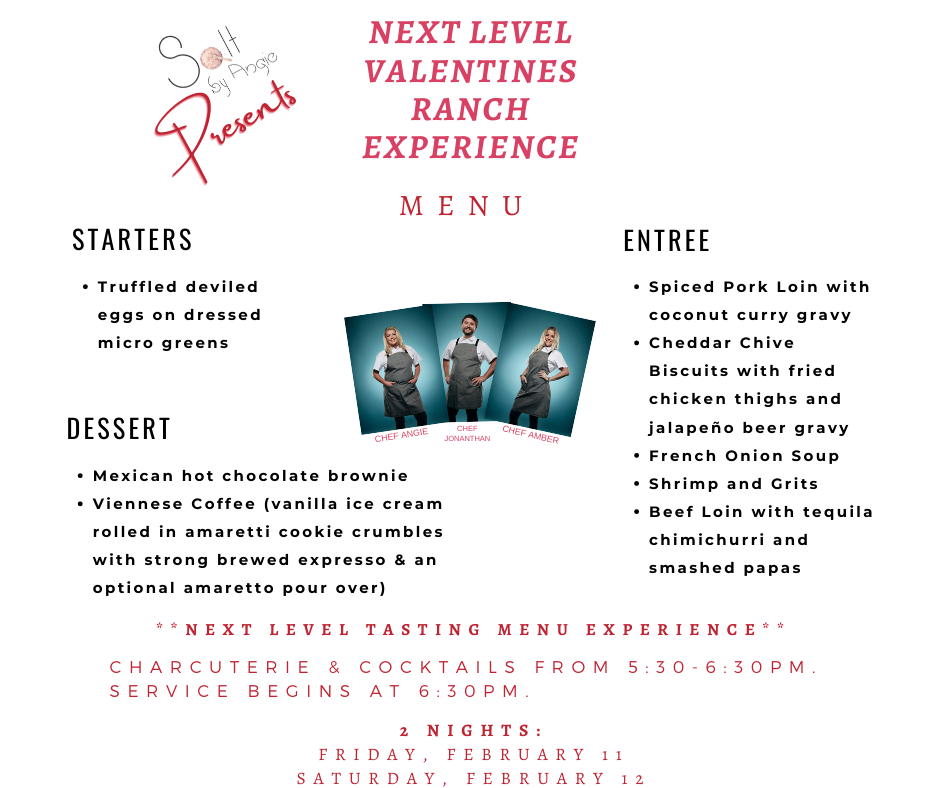 Salt
by Angie
Presents
NEXT LEVEL
VALENTINES
RANCH
EXPERIENCE
MENU
STARTERS
• Truffled deviled
eggs on dressed
micro greens
DESSERT
• Mexican hot chocolate brownie
• Viennese Coffee (vanilla ice cream
rolled in amaretti cookie crumbles
with strong brewed expresso & an
optional amaretto pour over)
CHEF ANGIE
CHEF
JONANTHAN
CHEF AMBER
ENTREE
• Spiced Pork Loin with
coconut curry gravy
• Cheddar Chive
Biscuits with fried
chicken thighs and
jalapeño beer gravy
• French Onion Soup
• Shrimp and Grits
• Beef Loin with tequila
chimichurri and
smashed papas
**NEXT LEVEL TASTING MENU EXPERIENCE**
CHARCUTERIE & COCKTAILS FROM 5:30-6:30PM.
SERVICE BEGINS AT 6:30PM.
2 NIGHTS:
FRIDAY, FEBRUARY 11
SATURDAY, FEBRUARY 12